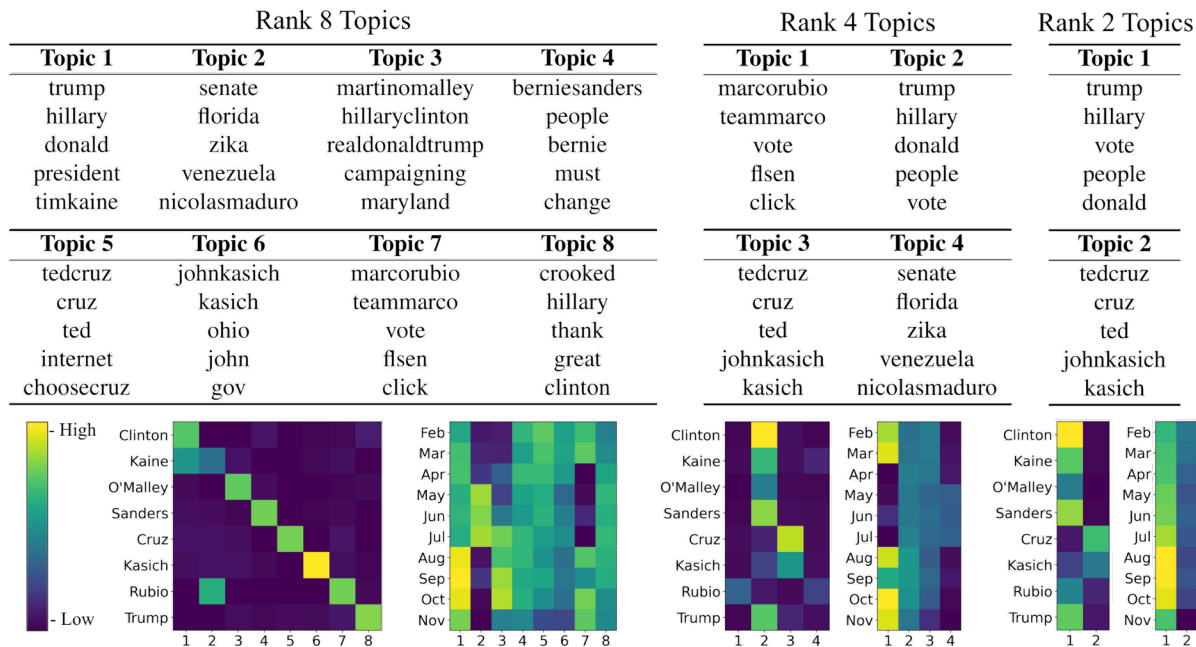 Rank 8 Topics
Topic 1 Topic 2 Topic 3 Topic 4
trump senate martinomalley berniesanders
hillary florida hillaryclinton people
donald zika realdonaldtrump bernie
president venezuela campaigning must
timkaine nicolasmaduro maryland change
Topic 5 Topic 6 Topic 7 Topic 8
tedcruz johnkasich marcorubio crooked
cruz kasich teammarco hillary
ted ohio vote thank
internet john flsen great
choosecruz gov click clinton
Rank 4 Topics
Topic 1 Topic 2
marcorubio trump
teammarco hillary
vote donald
flsen people
click vote
Topic 3 Topic 4
tedcruz senate
cruz florida
ted zika
johnkasich venezuela
kasich nicolasmaduro
Rank 2 Topics
Topic 1
trump
hillary
vote
people
donald
Topic 2
tedcruz
cruz
ted
johnkasich
kasich
- High
- Low
Clinton
Kaine
O'Malley
Sanders
Cruz
Kasich
Rubio
Trump
1 2 3 4 5 6 7 8
Feb
Mar
Apr
May
Jun
Jul
Aug
Sep
Oct
Nov
1 2 3 4 5 6 7 8
Clinton
Kaine
O'Malley
Sanders
Cruz
Kasich
Rubio
Trump
1 2 3 4
Feb
Mar
Apr
May
Jun
Jul
Aug
Sep
Oct
Nov
1 2 3 4
Clinton
Kaine
O'Malley
Sanders
Cruz
Kasich
Rubio
Trump
1 2
Feb
Mar
Apr
May
Jun
Jul
Aug
Sep
Oct
Nov
1 2